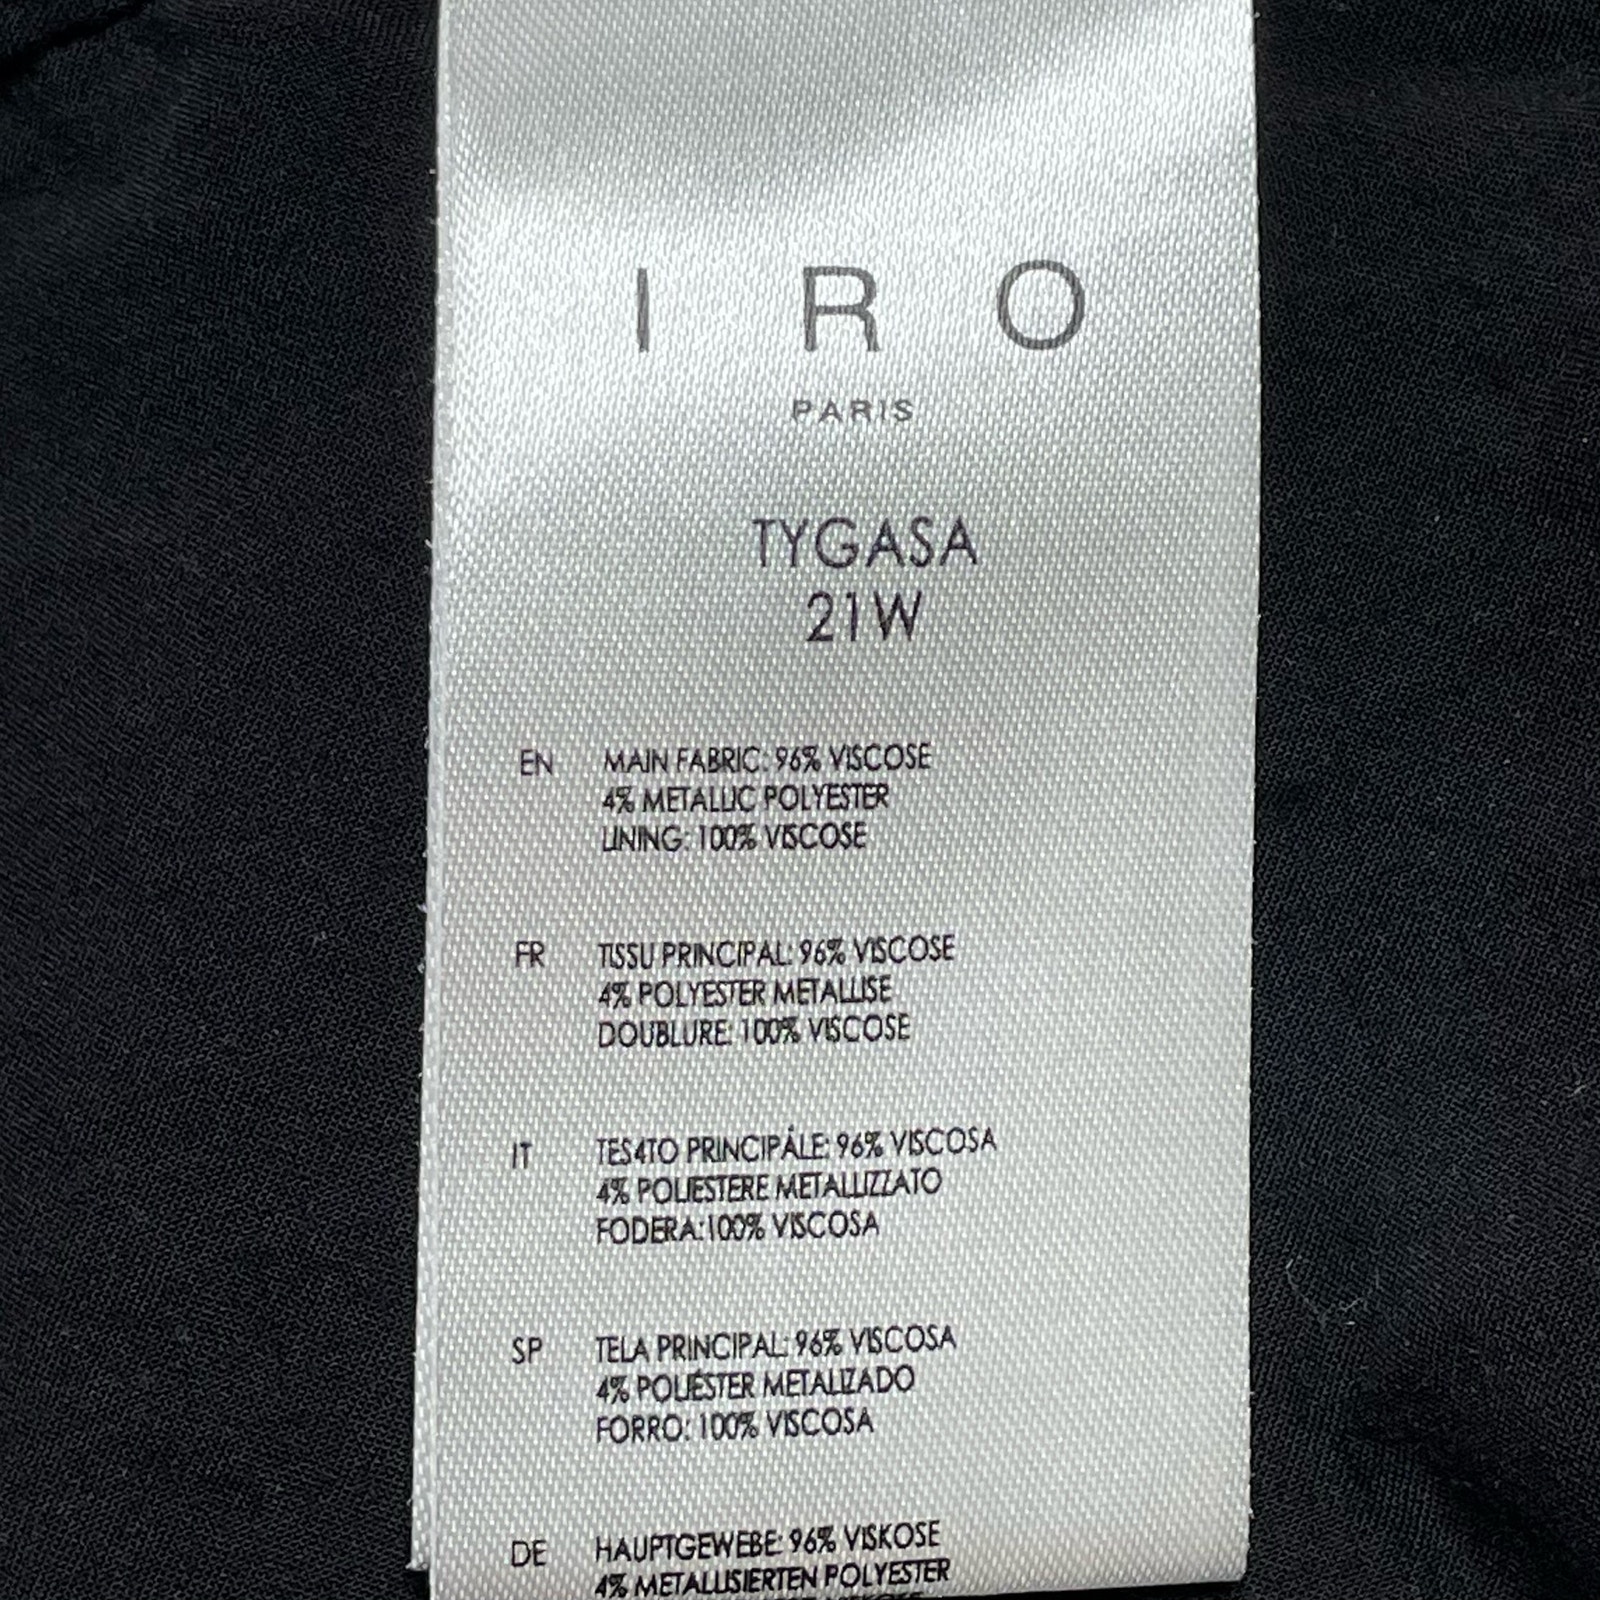 I R O
PARIS
TYGASA
21W
EN MAIN FABRIC: 96% VISCOSE
4% METALLIC POLYESTER
LINING: 100% VISCOSE
FR TISSU PRINCIPAL: 96% VISCOSE
4% POLYESTER METALLISE
DOUBLURE: 100% VISCOSE
IT TES4TO PRINCIPÁLE: 96% VISCOSA
4% POLIESTERE METALLIZZATO
FODERA:100% VISCOSA
SP TELA PRINCIPAL: 96% VISCOSA
4% POLIÉSTER METALIZADO
FORRO: 100% VISCOSA
DE HAUPTGEWEBE: 96% VISKOSE
4% METALLISIERTEN POLYESTER